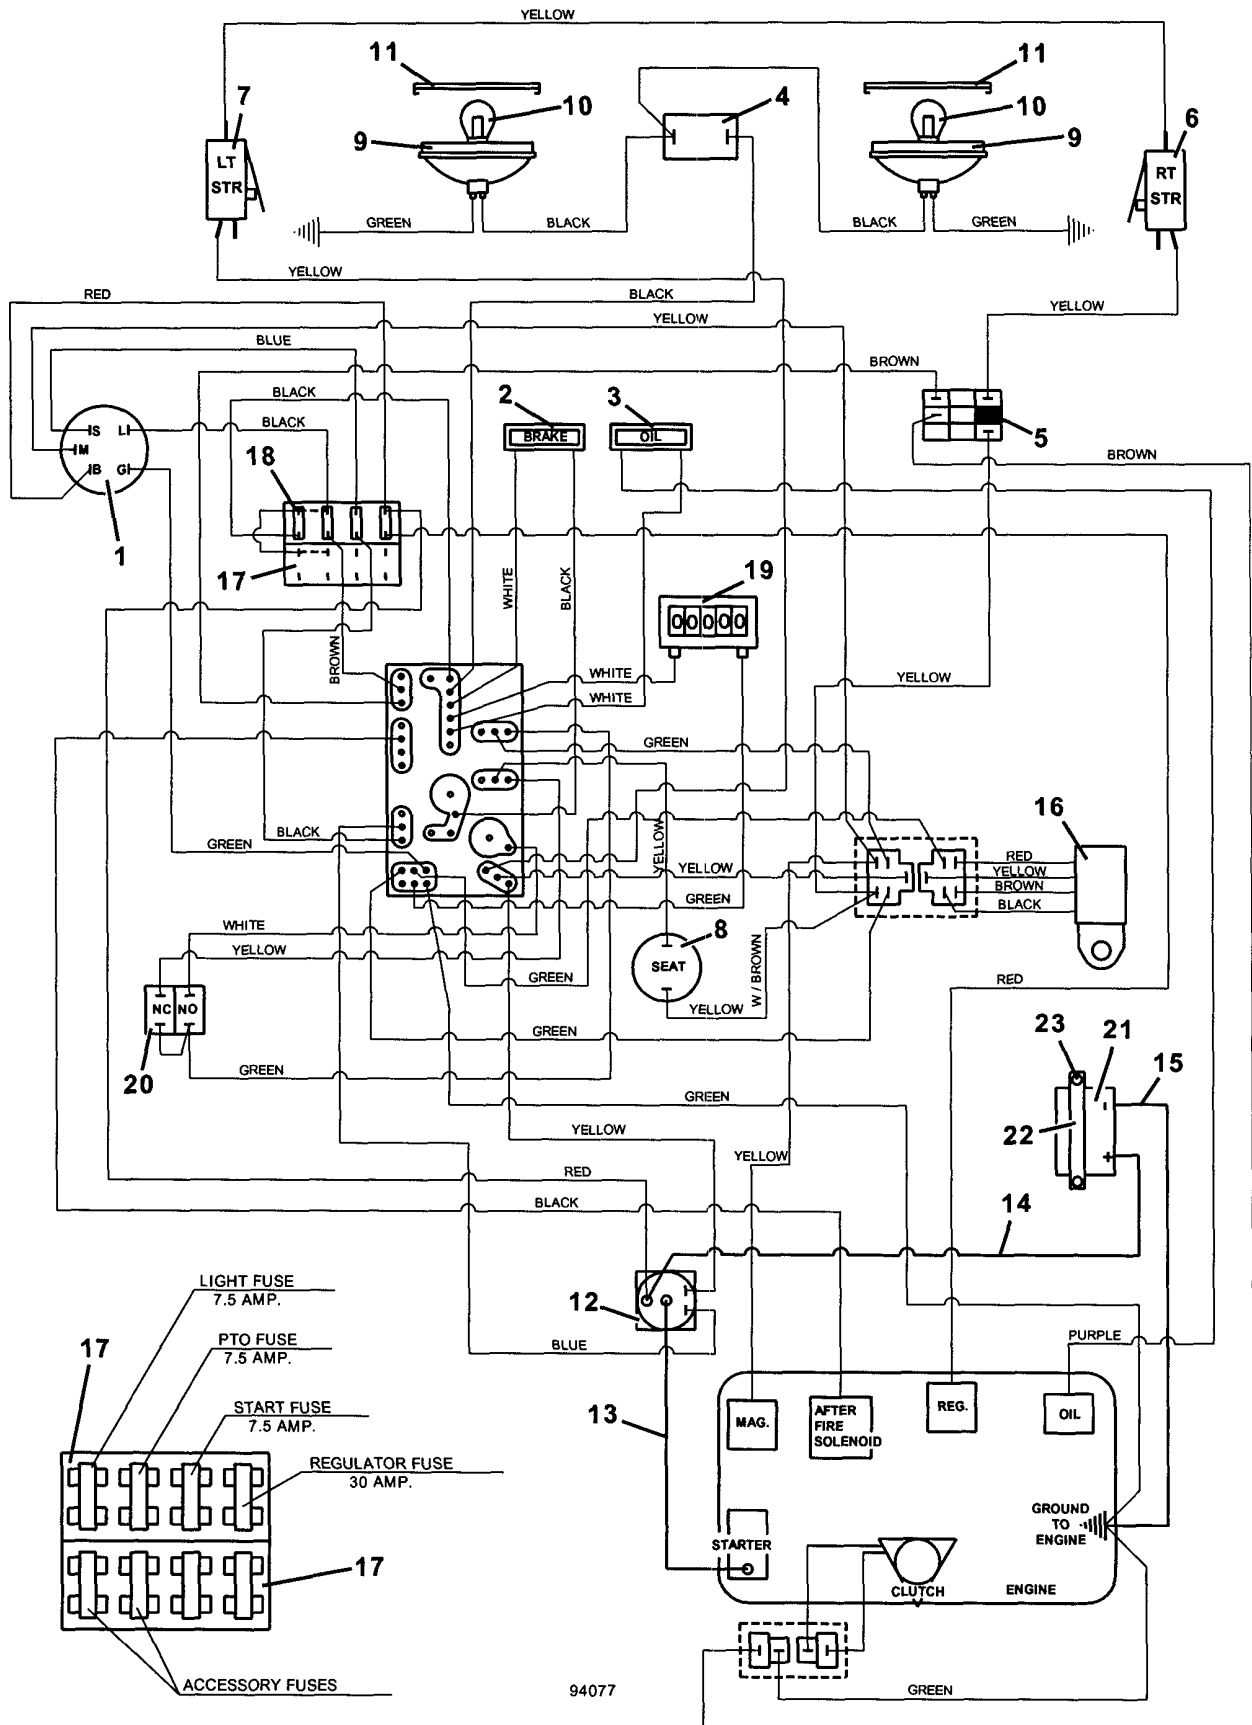 YELLOW
11
11
7
10
4
10
6
9
9
LT
STR
RT
STR
GREEN
BLACK
BLACK
GREEN
YELLOW
RED
BLACK
YELLOW
YELLOW
BLUE
BROWN
BLACK
2
3
S
LI
BLACK
BRAKE
OIL
5
M
18
BROWN
B
G
1
17
WHITE
BLACK
19
00000
BROWN
WHITE
YELLOW
WHITE
GREEN
16
BLACK
YELLOW
GREEN
YELLOW
RED
YELLOW
BROWN
GREEN
BLACK
WHITE
8
YELLOW
SEAT
W / BROWN
GREEN
RED
NC
NO
YELLOW
GREEN
23
21
15
20
GREEN
GREEN
22
-
+
YELLOW
YELLOW
RED
BLACK
14
LIGHT FUSE
7.5 AMP.
12
17
PTO FUSE
7.5 AMP.
BLUE
PURPLE
START FUSE
7.5 AMP.
13
MAG.
AFTER
FIRE
SOLENOID
REG.
OIL
17
REGULATOR FUSE
30 AMP.
GROUND
TO
ENGINE
STARTER
17
CLUTCH
ENGINE
ACCESSORY FUSES
94077
GREEN